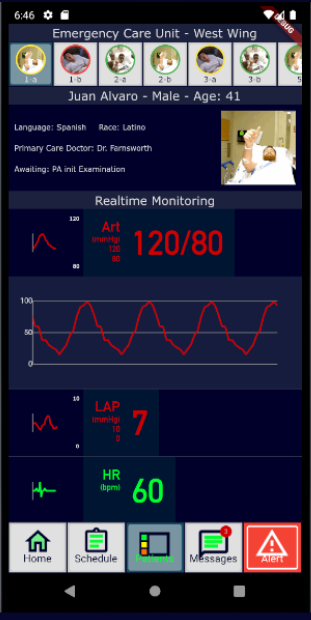 6:46
DEBUG
Emergency Care Unit - West Wing
1-a 1-b 2-a 2-b 3-a 3-b 5
Juan Alvaro - Male - Age: 41
Language: Spanish Race: Latino
Primary Care Doctor: Dr. Farnsworth
Awaiting: PA init Examination
Realtime Monitoring
120
80
Art
(mmHg)
120
80
120/80
100
50
0
10
0
LAP
(mmHg)
10
0
7
HR
(bpm)
60
Home Schedule Patients Messages Alert